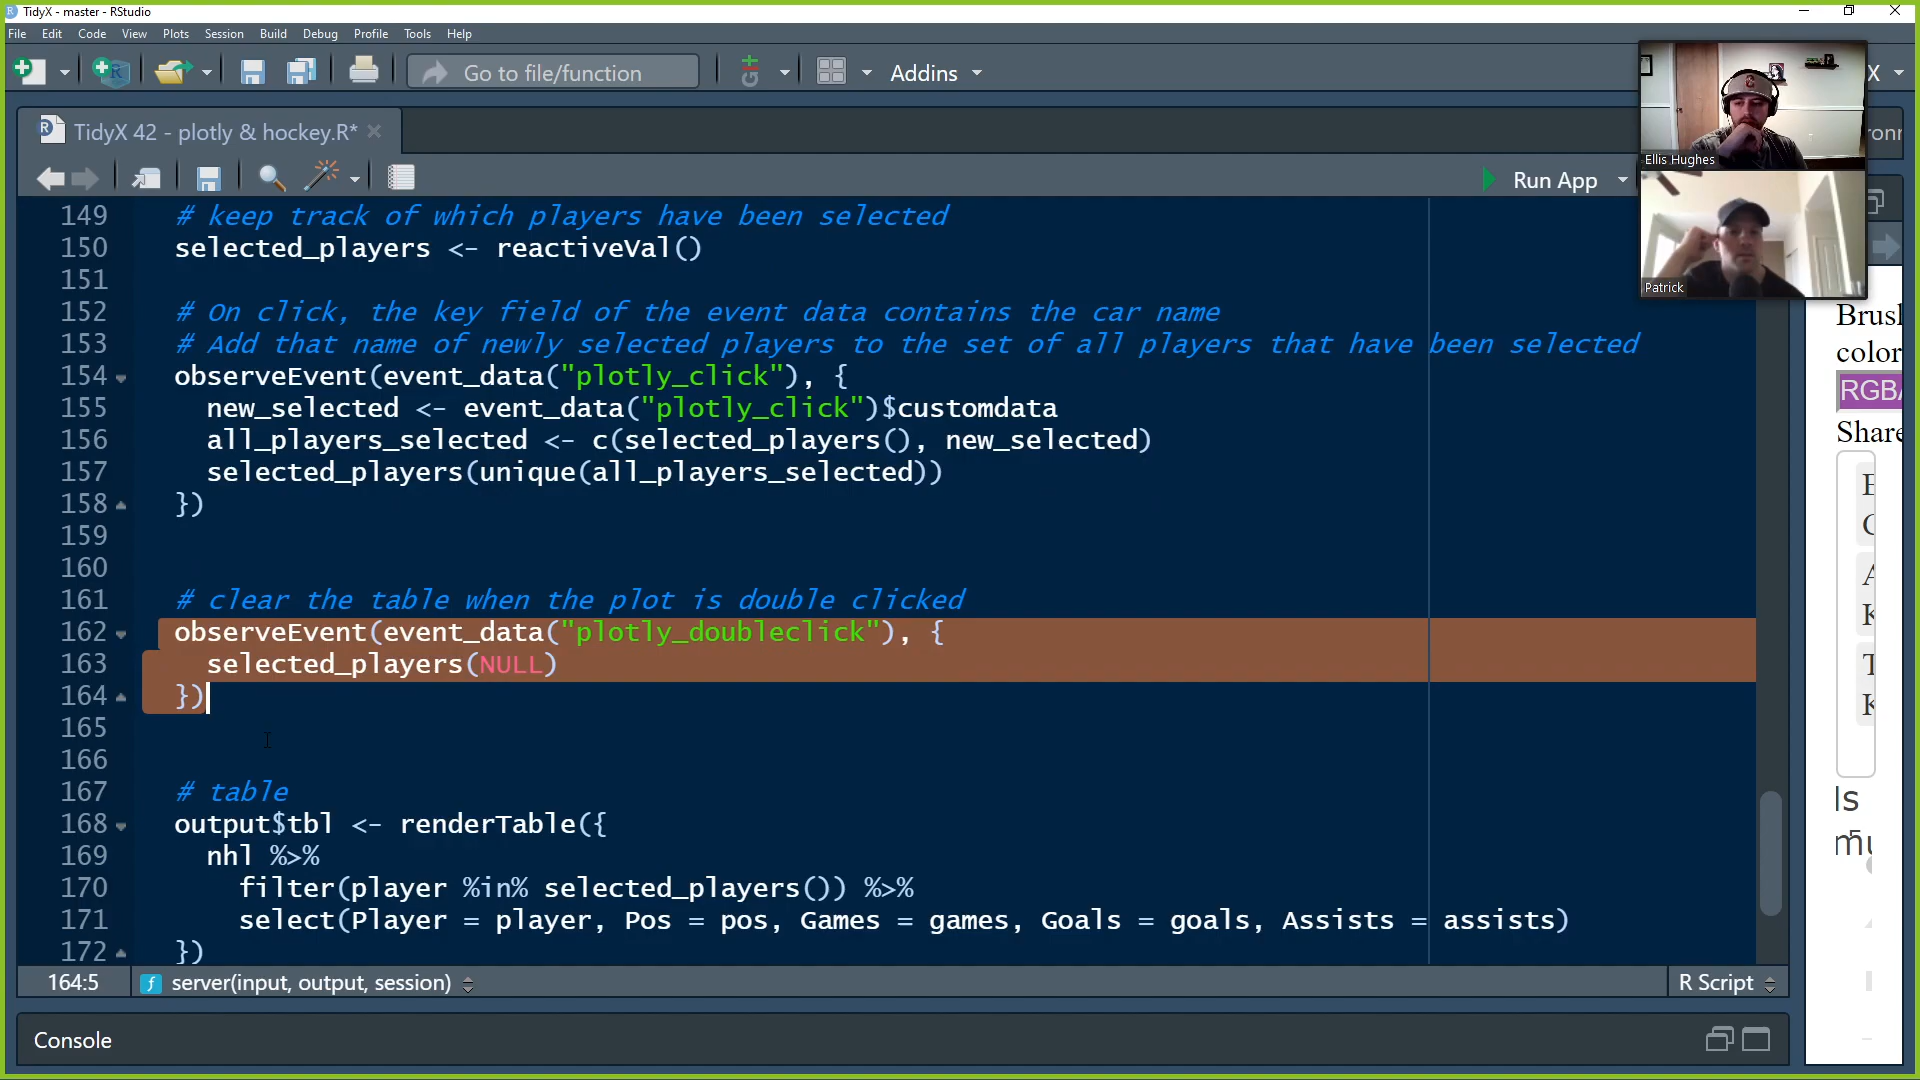 TidyX - master - RStudio
File Edit Code View Plots Session Build Debug Profile Tools Help
Go to file/function
Addins
X
Ellis Hughes
Patrick
TidyX 42 - plotly & hockey.R*
Run App
149 # keep track of which players have been selected
150 selected_players <- reactiveVal()
151
152 # On click, the key field of the event data contains the car name
153 # Add that name of newly selected players to the set of all players that have been selected
154 observeEvent(event_data("plotly_click"), {
155 new_selected <- event_data("plotly_click")$customdata
156 all_players_selected <- c(selected_players(), new_selected)
157 selected_players(unique(all_players_selected))
158 })
159
160
161 # clear the table when the plot is double clicked
162 observeEvent(event_data("plotly_doubleclick"), {
163 selected_players(NULL)
164 })
165
166
167 # table
168 output$tbl <- renderTable({
169 nhl %>%
170 filter(player %in% selected_players()) %>%
171 select(Player = player, Pos = pos, Games = games, Goals = goals, Assists = assists)
172 })
164:5
server(input, output, session)
R Script
Console
color
Share